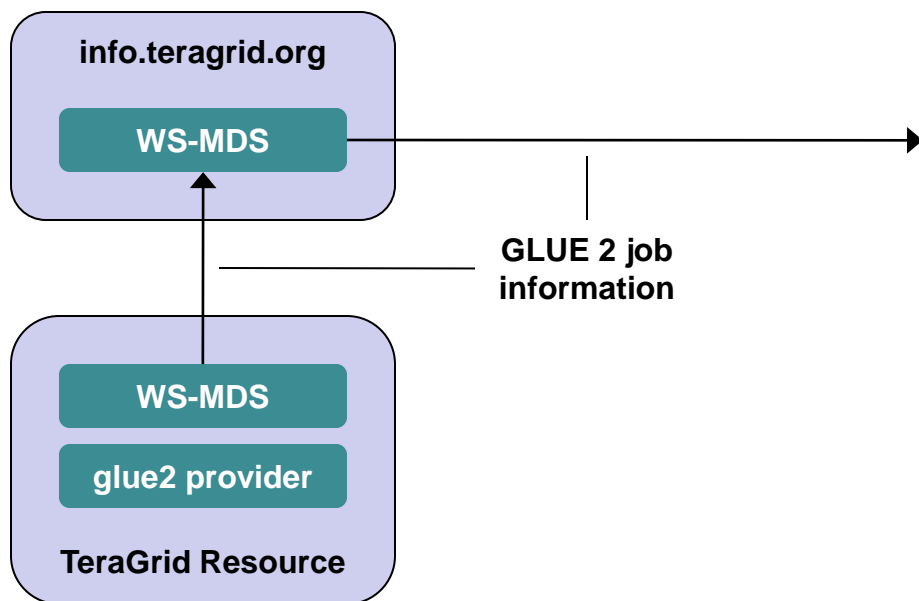 info.teragrid.org
WS-MDS
GLUE 2 job
information
WS-MDS
glue2 provider
TeraGrid Resource